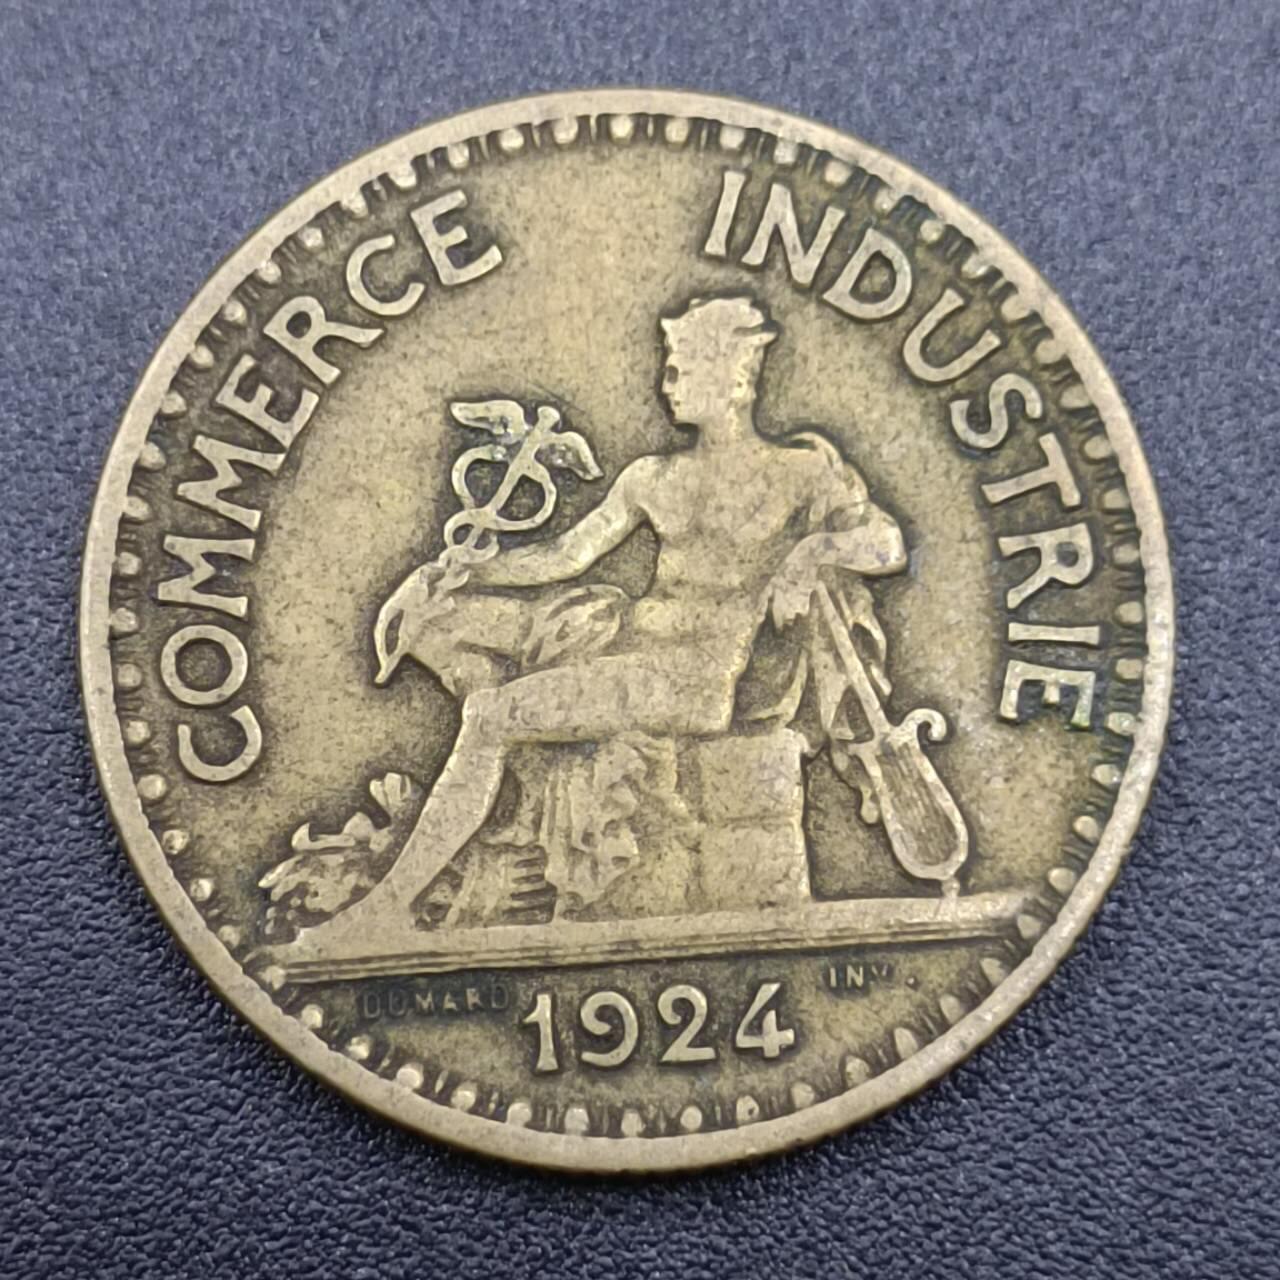 COMMERCE INDUSTRIE
DOMARD INV.
1924